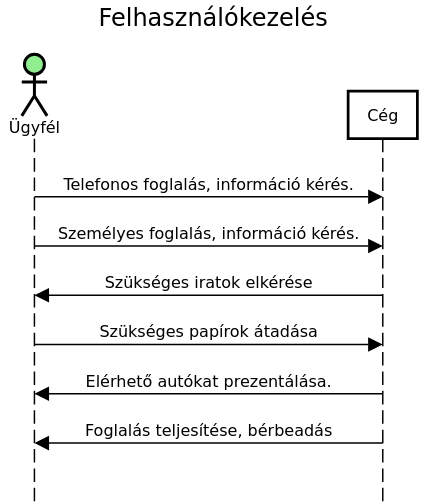 Felhasználókezelés
Ügyfél
Cég
Telefonos foglalás, információ kérés.
Személyes foglalás, információ kérés.
Szükséges iratok elkérése
Szükséges papírok átadása
Elérhető autókat prezentálása.
Foglalás teljesítése, bérbeadás